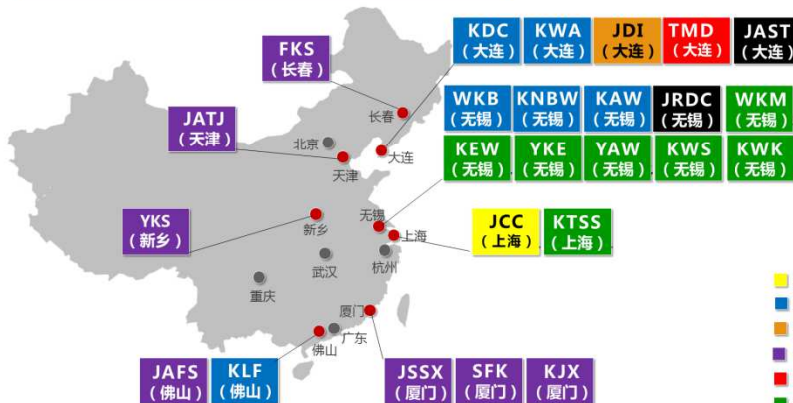 KDC KWA JDI TMD JAST
（大连） （大连） （大连） （大连） （大连）
FKS
（长春）
WKB KNBW KAW JRDC WKM
（无锡） （无锡） （无锡） （无锡） （无锡）
JATJ
（天津）
长春
北京
大连
天津
KEW YKE YAW KWS KWK
（无锡） （无锡） （无锡） （无锡） （无锡）
YKS
（新乡）
新乡
无锡
上海
JCC KTSS
（上海） （上海）
武汉
杭州
重庆
厦门
广东
佛山
JAFS KLF
（佛山） （佛山）
JSSX SFK KJX
（厦门） （厦门） （厦门）